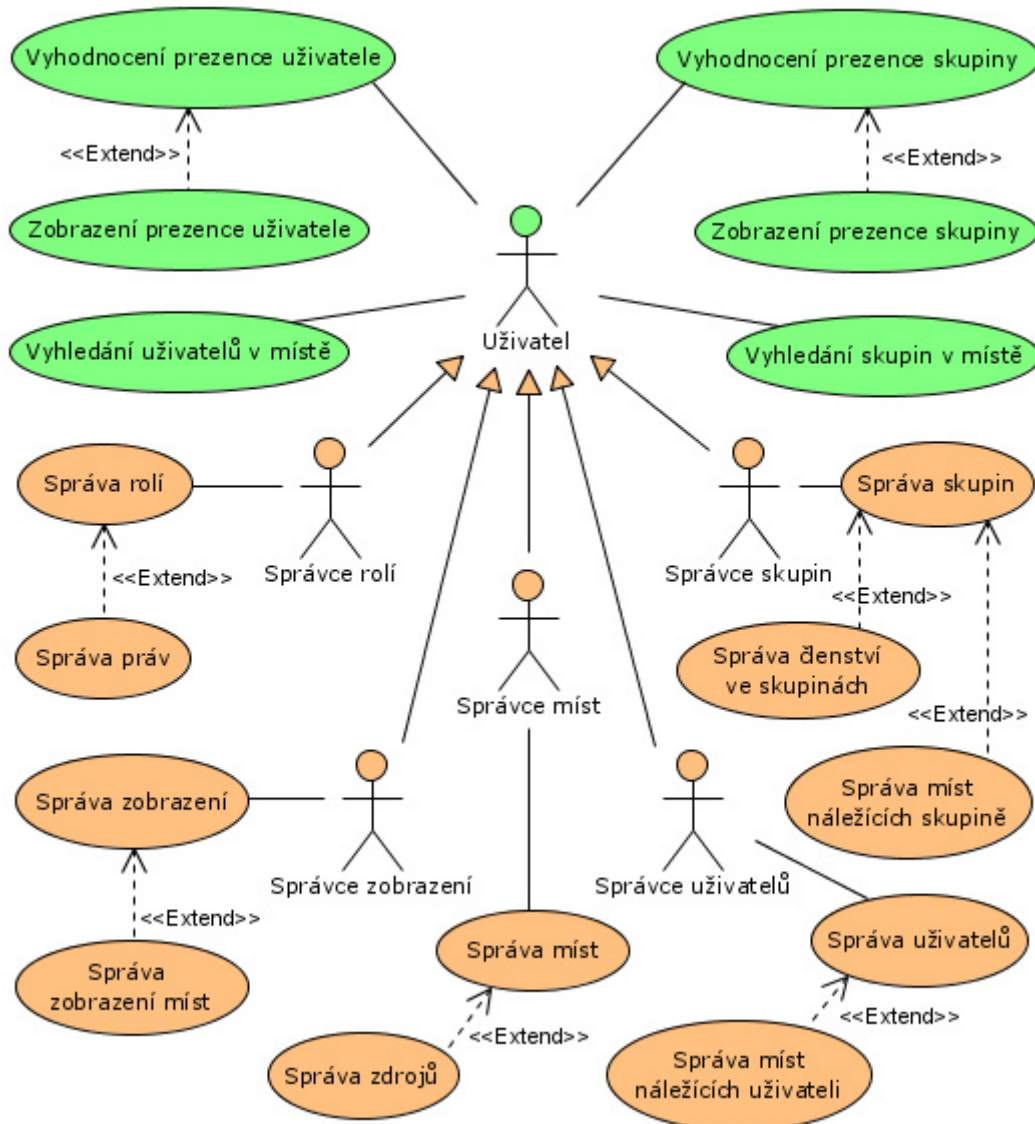 Vyhodnocení prezence uživatele
Vyhodnocení prezence skupiny
<<Extend>>
<<Extend>>
Zobrazení prezence uživatele
Zobrazení prezence skupiny
Uživatel
Vyhledání uživatelů v místě
Vyhledání skupin v místě
Správa rolí
Správa skupin
Správce rolí
Správce skupin
<<Extend>>
<<Extend>>
Správa práv
Správa členství
ve skupinách
Správce míst
<<Extend>>
Správa zobrazení
Správa míst
náležících skupině
Správce zobrazení
Správce uživatelů
<<Extend>>
Správa míst
Správa uživatelů
Správa
zobrazení míst
<<Extend>>
<<Extend>>
Správa zdrojů
Správa míst
náležících uživateli